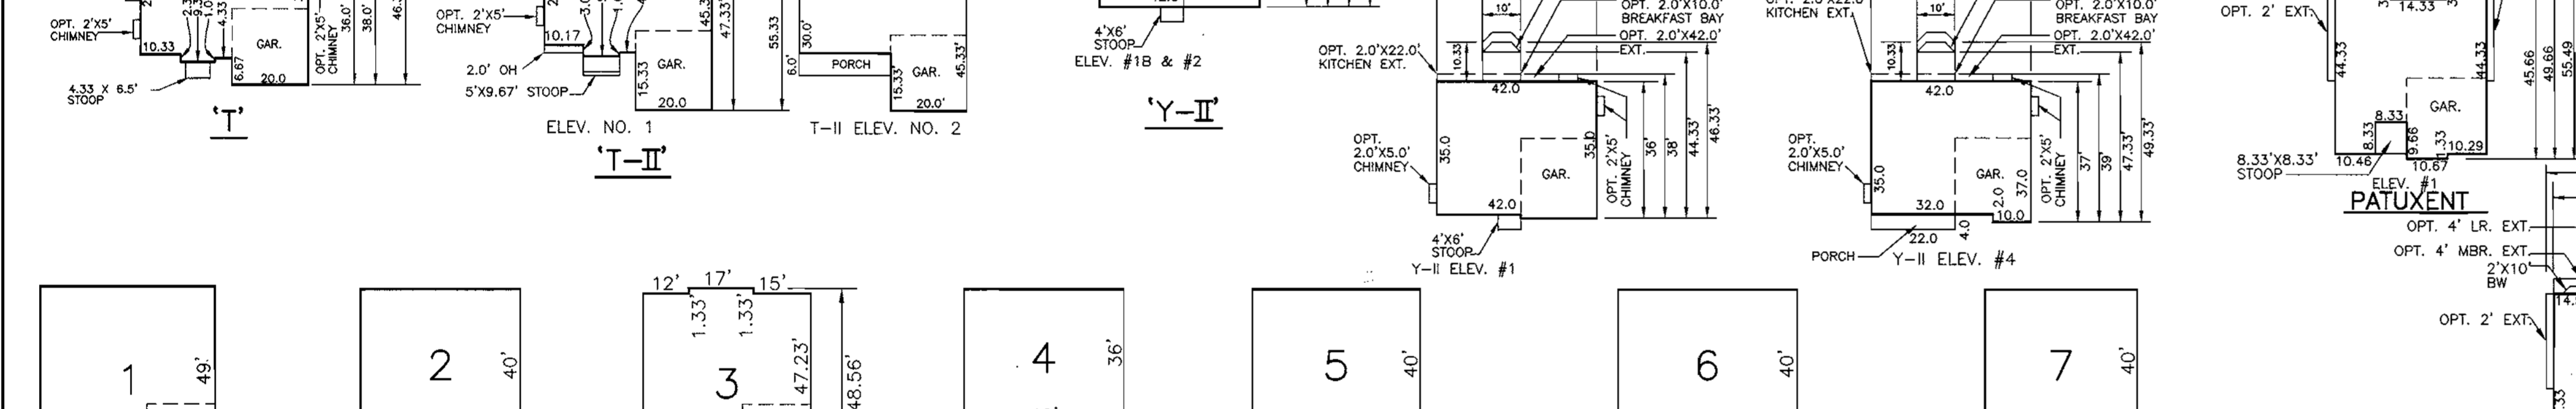 OPT. 2'X5'
CHIMNEY
10.33
4.33
GAR.
6.67
20.0
OPT. 2'X5'
CHIMNEY
36.0'
38.0'
4.33 X 6.5'
STOOP
'T'
OPT. 2'X5'
CHIMNEY
10.17
2.0' OH
5'X9.67' STOOP
15.33
GAR.
20.0
47.33'
55.33
ELEV. NO. 1
'T-II'
30.0'
6.0'
PORCH
15.33
GAR.
45.33'
20.0'
T-II ELEV. NO. 2
4'X6'
STOOP
ELEV. #1B & #2
'Y-II'
10'
OPT. 2.0'X10.0'
BREAKFAST BAY
OPT. 2.0'X42.0'
EXT.
OPT. 2.0'X22.0'
KITCHEN EXT.
10.33
42.0
OPT.
2.0'X5.0'
CHIMNEY
35.0
35.0
GAR.
42.0
OPT. 2'X5'
CHIMNEY
36'
38'
44.33'
46.33'
4'X6'
STOOP
Y-II ELEV. #1
KITCHEN EXT.
10'
OPT. 2.0'X10.0'
BREAKFAST BAY
OPT. 2.0'X42.0'
EXT.
10.33
42.0
OPT.
2.0'X5.0'
CHIMNEY
35.0
GAR.
32.0
2.0
37.0
10.0
22.0
4.0
OPT. 2'X5'
CHIMNEY
37'
39'
47.33'
49.33'
PORCH
Y-II ELEV. #4
OPT. 2' EXT.
14.33
44.33
44.33
GAR.
8.33
8.33
9.66
10.29
10.46
10.67
45.66
49.66
55.49
8.33'X8.33'
STOOP
ELEV. #1
PATUXENT
OPT. 4' LR. EXT.
OPT. 4' MBR. EXT.
2'X10'
BW
OPT. 2' EXT.
1
49'
2
40'
12'
17'
15'
1.33'
1.33'
3
47.23'
48.56'
4
36'
5
40'
6
40'
7
40'